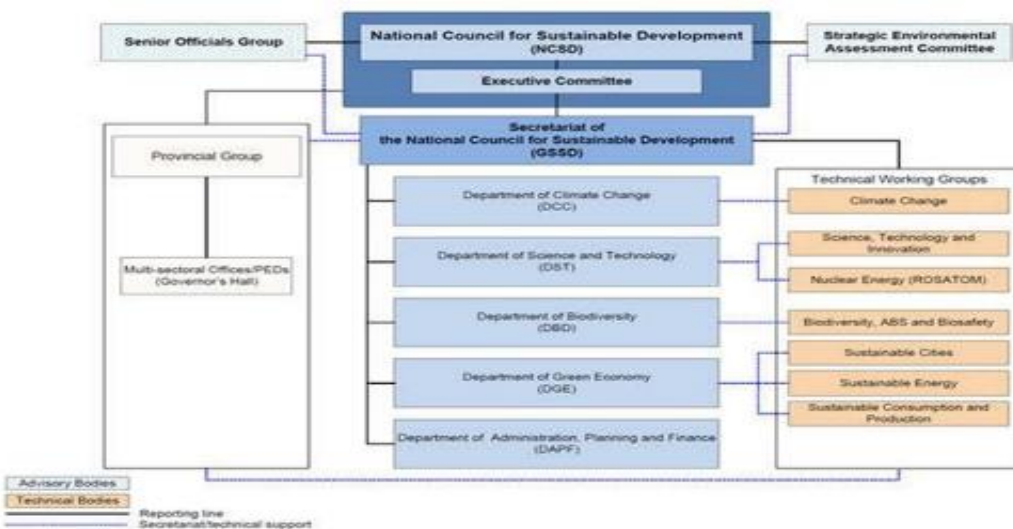 Senior Officials Group
National Council for Sustainable Development
(NCSD)
Strategic Environmental
Assessment Committee
Executive Committee
Secretariat of
the National Council for Sustainable Development
(GSSD)
Provincial Group
Multi-sectoral Offices/PEDs
(Governor's Hall)
Department of Climate Change
(DCC)
Department of Science and Technology
(DST)
Department of Biodiversity
(DBD)
Department of Green Economy
(DGE)
Department of Administration, Planning and Finance
(DAPF)
Technical Working Groups
Climate Change
Science, Technology and
Innovation
Nuclear Energy (ROSATOM)
Biodiversity, ABS and Biosafety
Sustainable Cities
Sustainable Energy
Sustainable Consumption and
Production
Advisory Bodies
Technical Bodies
Reporting line
Secretariat/technical support